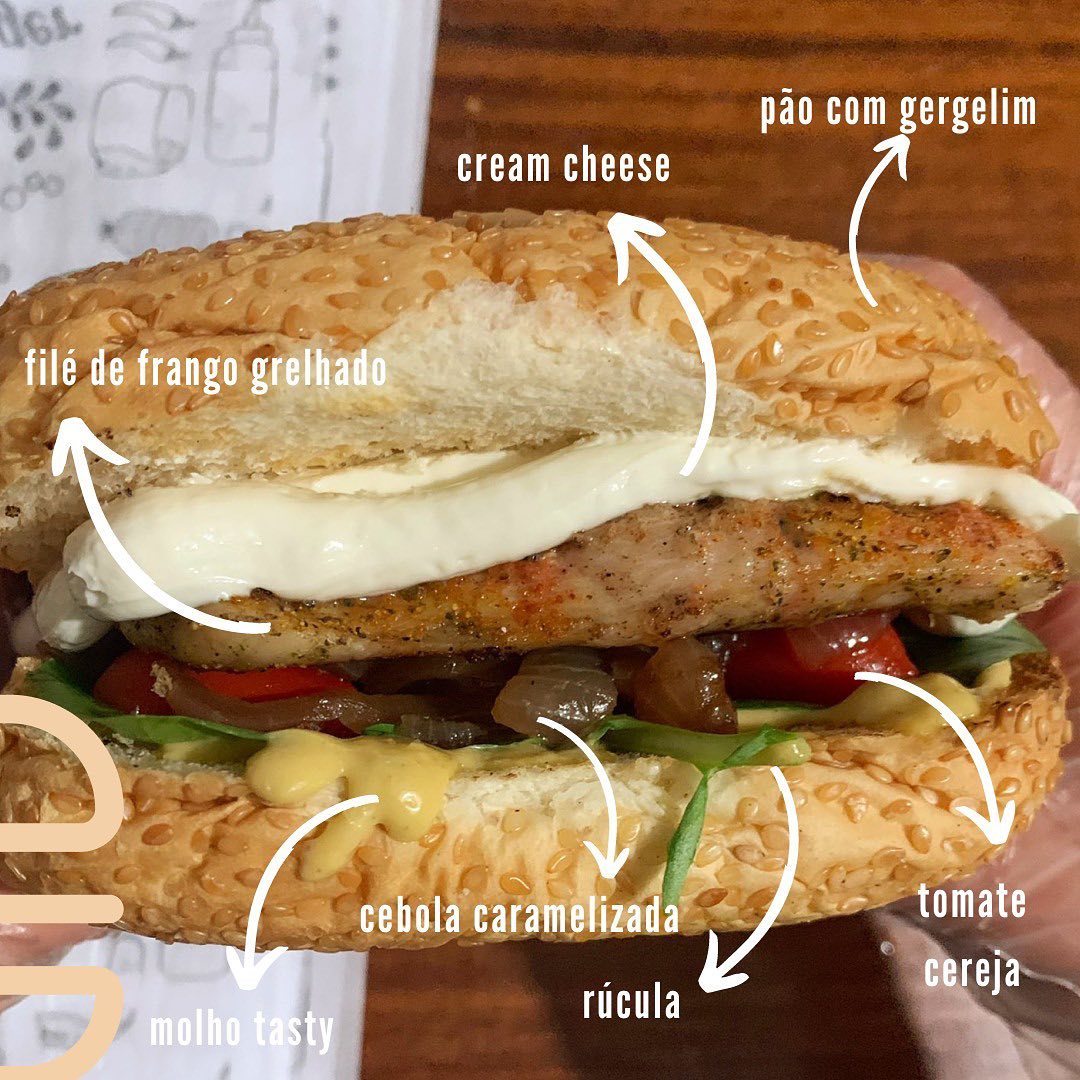 pão com gergelim
cream cheese
filé de frango grelhado
cebola caramelizada
tomate
cereja
rúcula
molho tasty